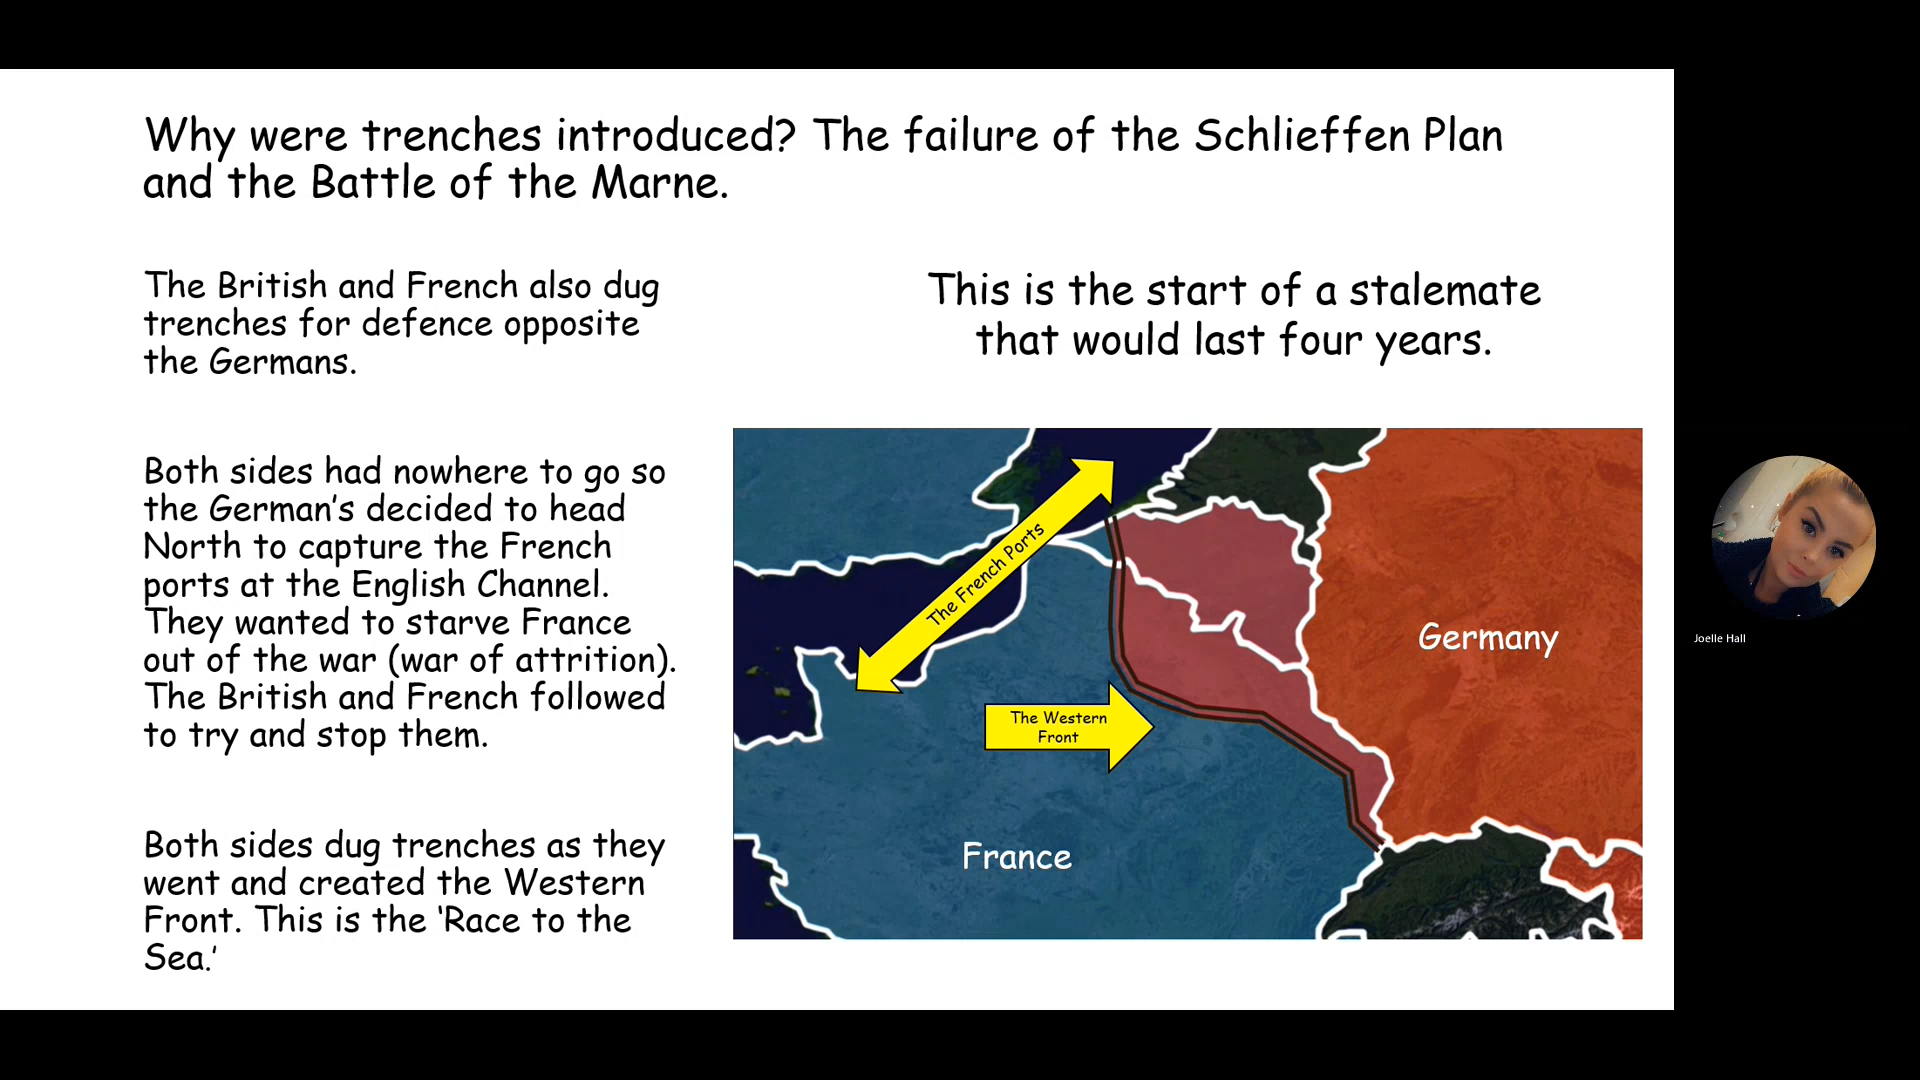 Why were trenches introduced? The failure of the Schlieffen Plan
and the Battle of the Marne.
The British and French also dug
trenches for defence opposite
the Germans.
Both sides had nowhere to go so
the German’s decided to head
North to capture the French
ports at the English Channel.
They wanted to starve France
out of the war (war of attrition).
The British and French followed
to try and stop them.
Both sides dug trenches as they
went and created the Western
Front. This is the ‘Race to the
Sea.’
This is the start of a stalemate
that would last four years.
The French Ports
Germany
The Western
Front
France
Joelle Hall